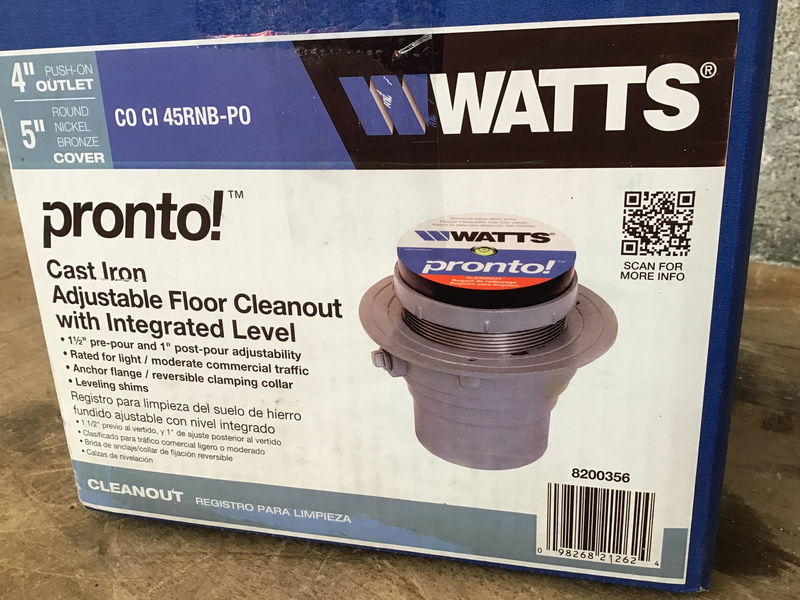 4" PUSH-ON
OUTLET
5" ROUND
NICKEL
BRONZE
COVER
CO CI 45RNB-PO
WATTS®
pronto!™
Cast Iron
Adjustable Floor Cleanout
with Integrated Level
• 1½" pre-pour and 1" post-pour adjustability
• Rated for light / moderate commercial traffic
• Anchor flange / reversible clamping collar
• Leveling shims
Registro para limpieza del suelo de hierro
fundido ajustable con nivel integrado
• 1 1/2" previo al vertido, y 1" de ajuste posterior al vertido
• Clasificado para tráfico comercial ligero o moderado
• Brida de anclaje/collar de fijación reversible
• Calzas de nivelación
WATTS
pronto!™
CLEANOUT
SCAN FOR
MORE INFO
8200356
0 98268 21262 4
CLEANOUT REGISTRO PARA LIMPIEZA